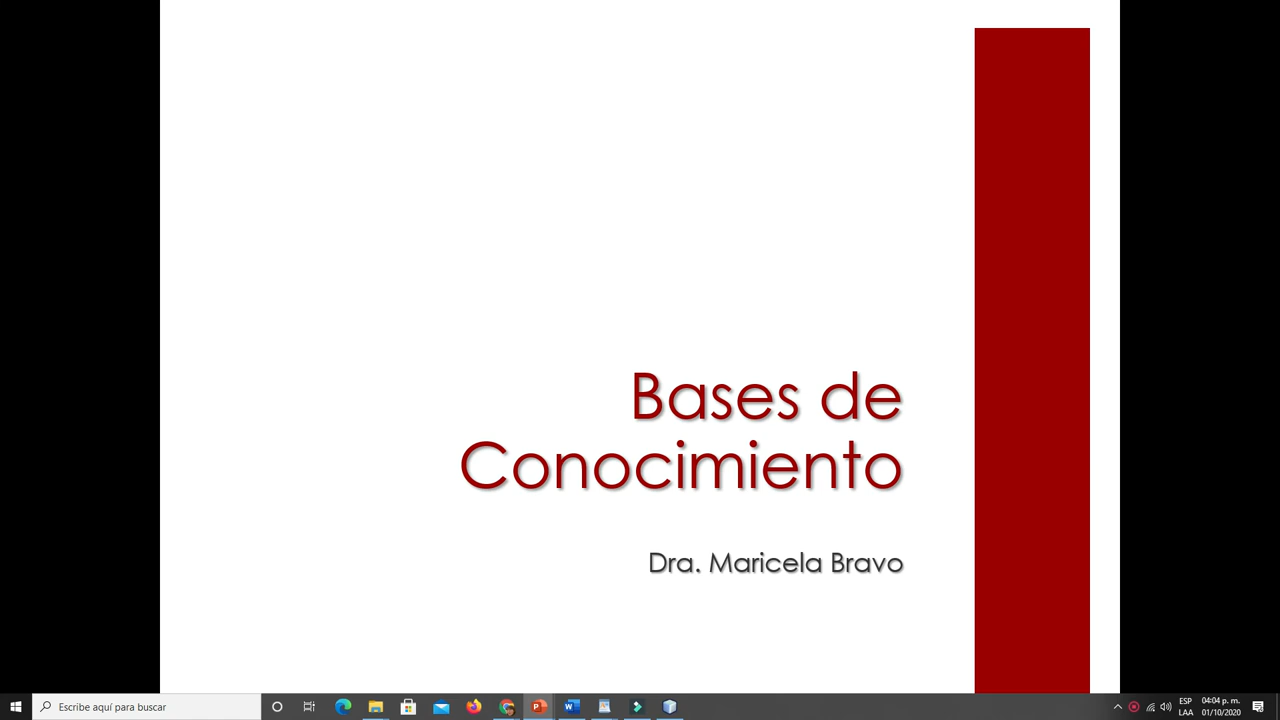 Bases de
Conocimiento
Dra. Maricela Bravo
Escribe aquí para buscar
ESP
LAA
04:04 p. m.
01/10/2020